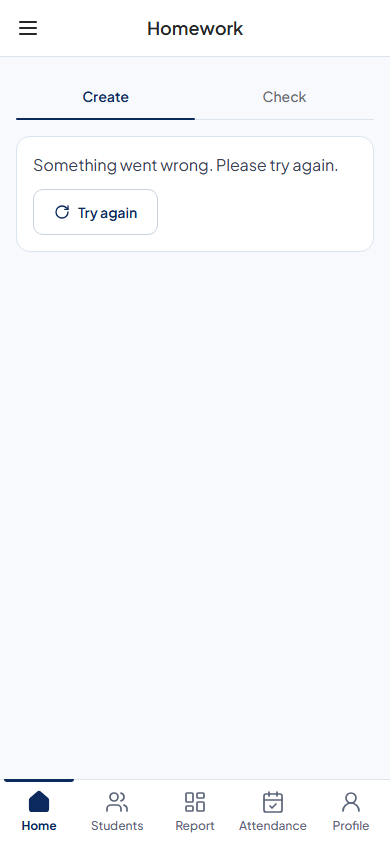 Homework
Create
Check
Something went wrong. Please try again.
Try again
Home
Students
Report
Attendance
Profile